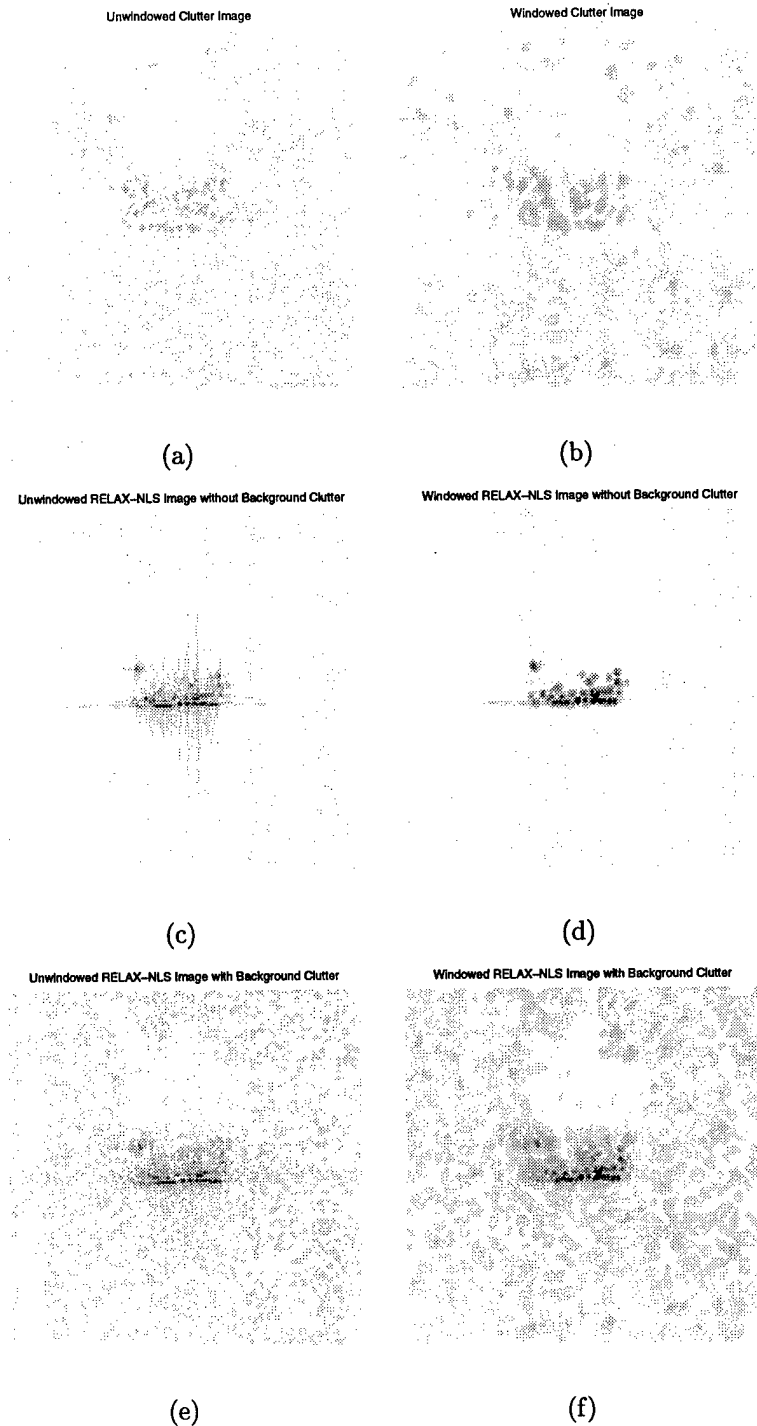 Unwindowed Clutter Image
Windowed Clutter Image
(a)
(b)
Unwindowed RELAX-NLS Image without Background Clutter
Windowed RELAX-NLS Image without Background Clutter
(c)
(d)
Unwindowed RELAX-NLS Image with Background Clutter
Windowed RELAX-NLS Image with Background Clutter
(e)
(f)